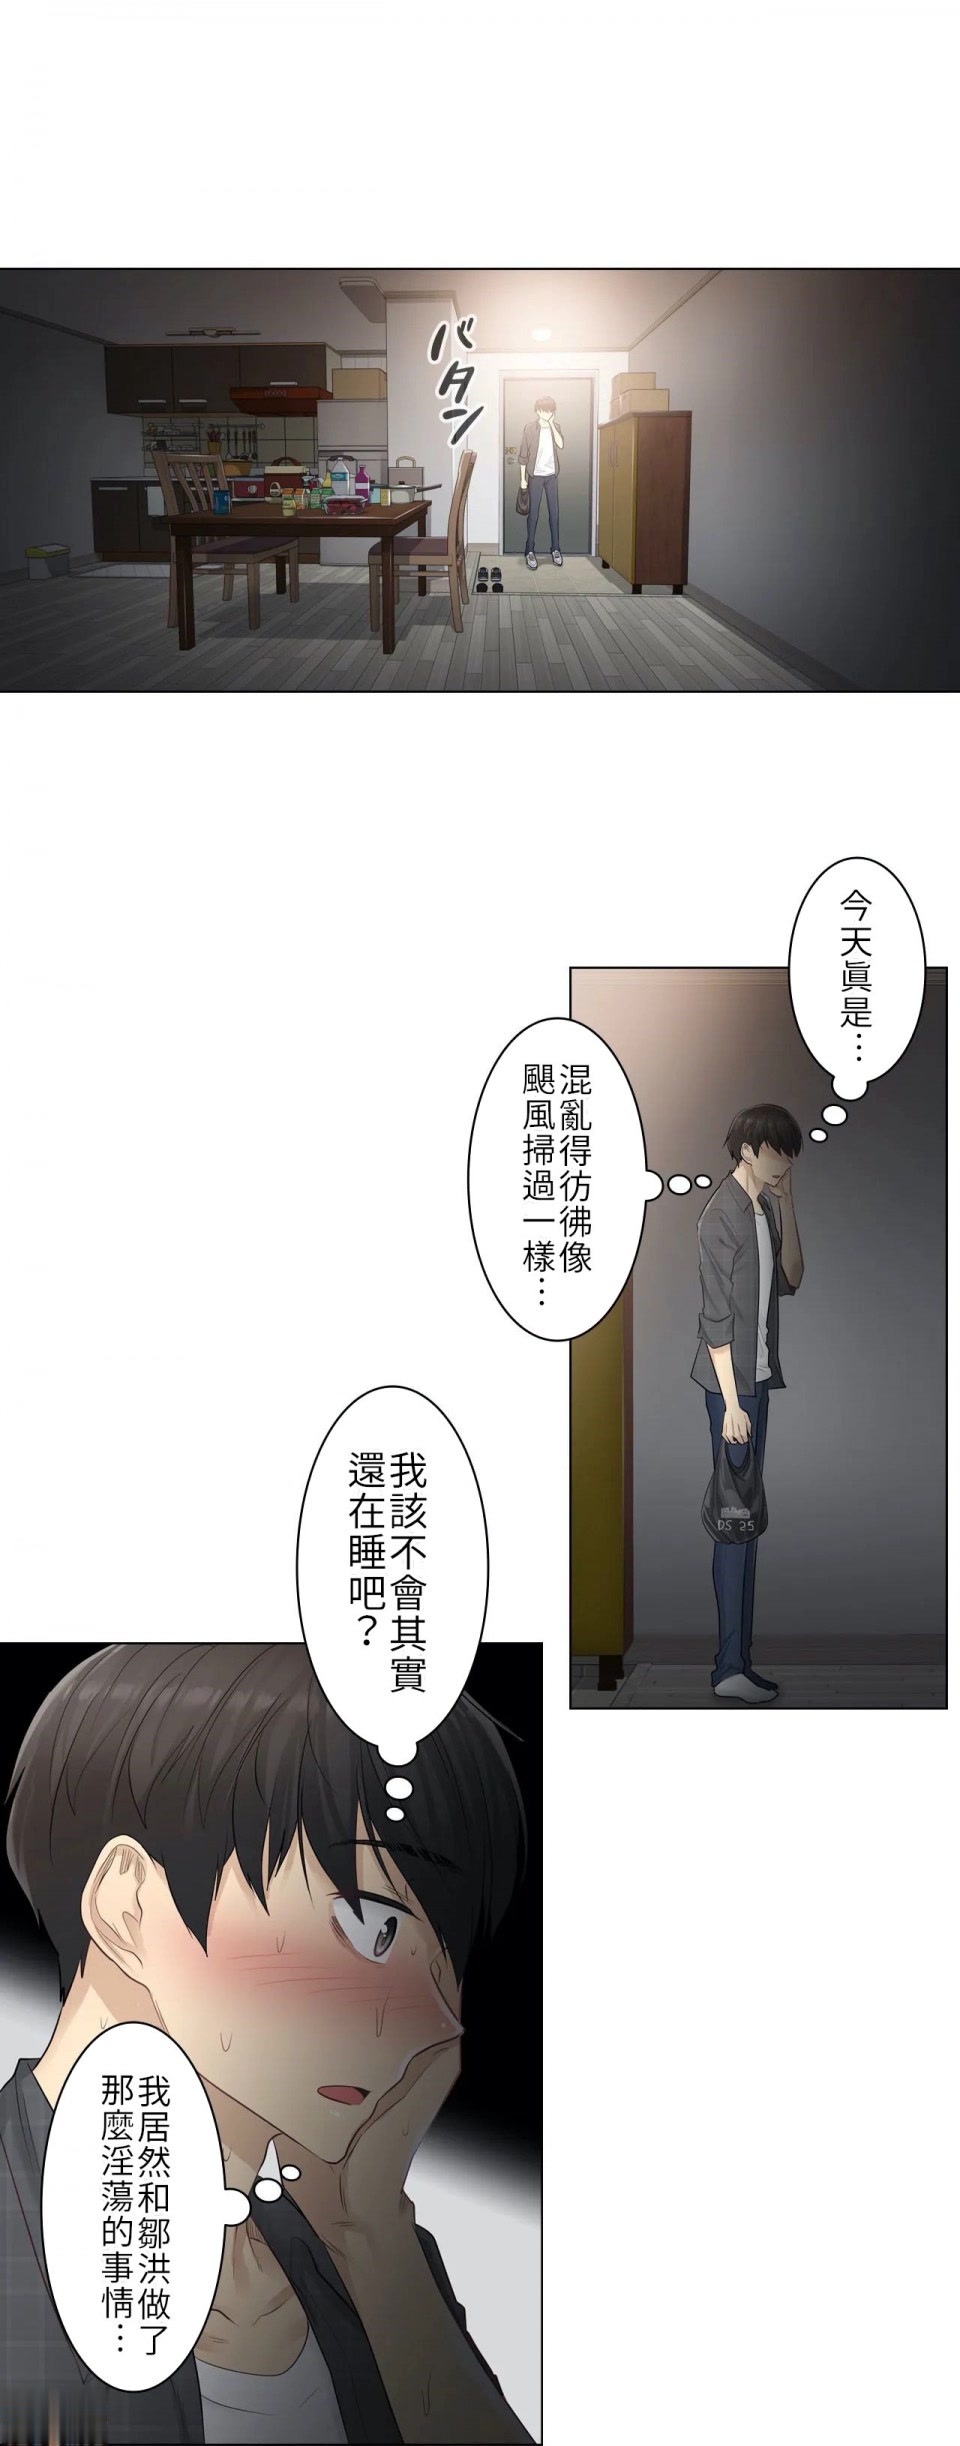 バタン
今天眞是…
混亂得彷彿像
颶風掃過一樣…
DS 25
我該不會其實
還在睡吧？
我居然和鄒洪做了
那麼淫蕩的事情…